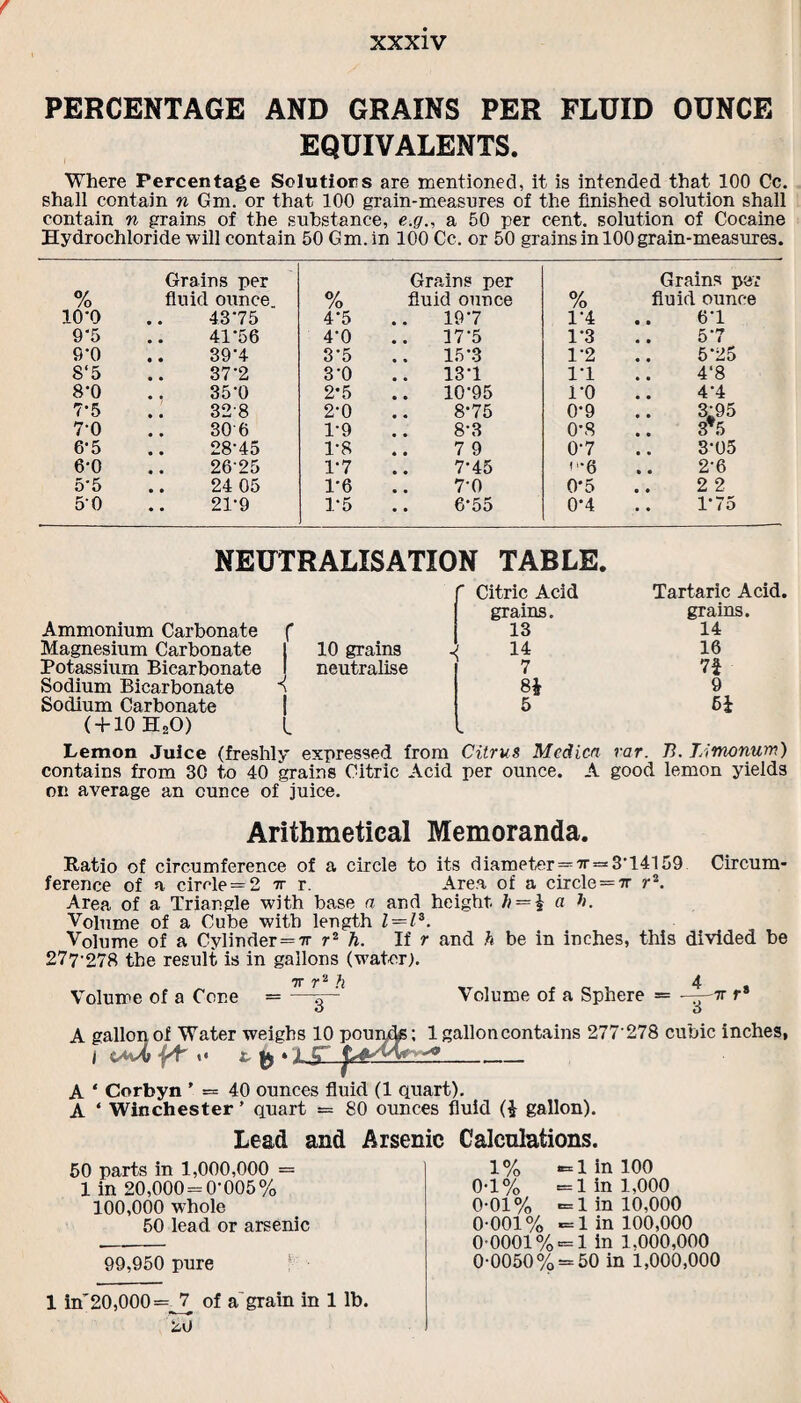 xxxiv
PERCENTAGE AND GRAINS PER FLUID OUNCE
EQUIVALENTS.
Where Percentage Solutions are mentioned, it is intended that 100 Cc.
shall contain n Gm. or that 100 grain-measures of the finished solution shall
contain n grains of the substance, e.g., a 50 per cent. solution of Cocaine
Hydrochloride will contain 50 Gm. in 100 Cc. or 50 grains in 100 grain-measures.
Grains per Grains per Grains per
% fluid ounce. % fluid ounce % fluid ounce
10·0 .. 43·75 4·5 .. 19·7 1·4 .. 6·1
9·5 .. 41·56 4·0 .. 17·5 1·3 .. 5·7
9·0 .. 39·4 3·5 .. 15·3 1·2 .. 5·25
8·5 .. 37·2 3·0 .. 13·1 1·1 .. 4·8
8·0 .. 35·0 2·5 .. 10·95 1·0 .. 4·4
7·5 .. 32·8 2·0 .. 8·75 0·9 .. 3·95
7·0 .. 30 6 1·9 .. 8·3 0·8 .. 3·5
6·5 .. 28·45 1·8 .. 7 9 0·7 .. 3·05
6·0 .. 26·25 1·7 .. 7·45 ·6 .. 2·6
5·5 .. 24 05 1·6 .. 7·0 0·5 .. 2 2
5·0 .. 21·9 1·5 .. 6·55 0·4 .. 1·75
NEUTRALISATION TABLE.
Citric Acid Tartaric Acid.
grains. grains.
Ammonium Carbonate 13 14
Magnesium Carbonate 10 grains 14 16
Potassium Bicarbonate neutralise 7 7½
Sodium Bicarbonate 8½ 9
Sodium Carbonate 5 5¼
(+10 H₂O)
Lemon Juice (freshly expressed from Citrus Medica var. B. Limonum)
contains from 30 to 40 grains Citric Acid per ounce. A good lemon yields
on average an ounce of juice.
Arithmetical Memoranda.
Ratio of circumference of a circle to its diameter=π=3·14159 Circum-
ference of a circle=2 π r. Area of a circle=π r².
Area of a Triangle with base a and height h=½ a h.
Volume of a Cube with length l=l³.
Volume of a Cylinder=π r² h. If r and h be in inches, this divided be
277·278 the result is in gallons (water).
Volume of a Cone = π r² h / 3 Volume of a Sphere = 4/3 π r³
A gallon of Water weighs 10 pounds; 1 gallon contains 277·278 cubic inches,
A ‘ Corbyn ’ = 40 ounces fluid (1 quart).
A ‘ Winchester ’ quart = 80 ounces fluid (½ gallon).
Lead and Arsenic Calculations.
50 parts in 1,000,000 =
1 in 20,000=0·005%
100,000 whole
50 lead or arsenic
99,950 pure
1 in 20,000= 7/20 of a grain in 1 lb.
1% =1 in 100
0·1% =1 in 1,000
0·01% =1 in 10,000
0·001% =1 in 100,000
0·0001%=1 in 1,000,000
0·0050%=50 in 1,000,000